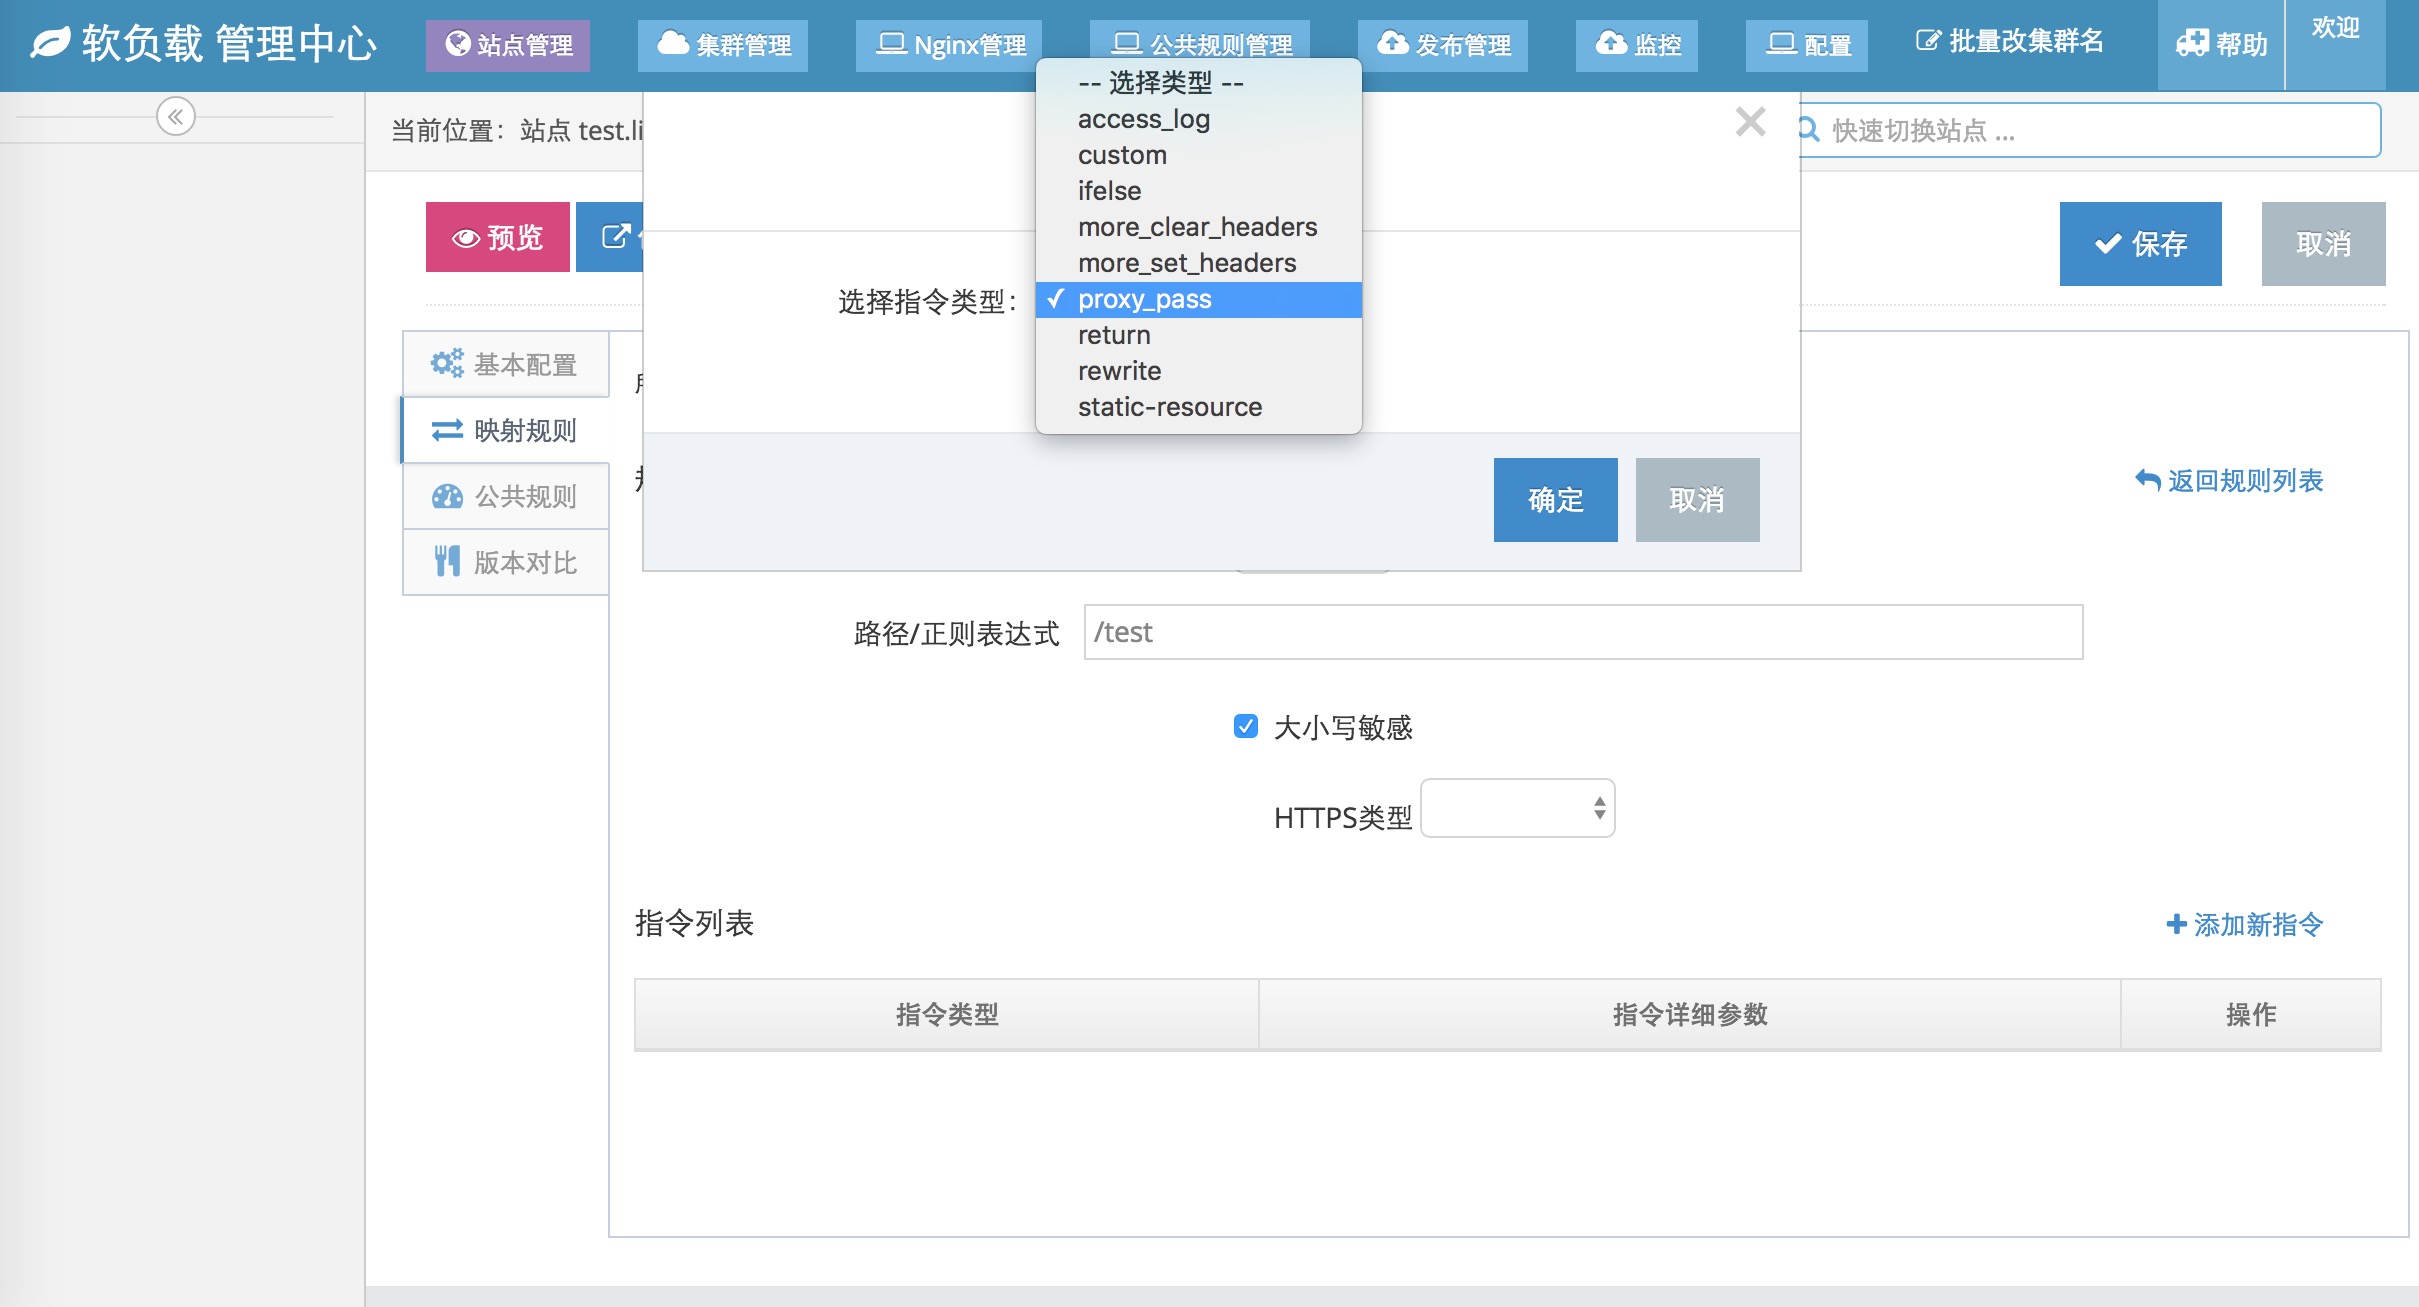 软负载 管理中心
站点管理
集群管理
Nginx管理
公共规则管理
发布管理
监控
配置
批量改集群名
帮助
欢迎
当前位置：站点 test.li
快速切换站点 ...
预览
保存
取消
-- 选择类型 --
access_log
custom
ifelse
more_clear_headers
more_set_headers
proxy_pass
return
rewrite
static-resource
选择指令类型：
确定
取消
基本配置
映射规则
公共规则
版本对比
返回规则列表
路径/正则表达式
/test
大小写敏感
HTTPS类型
指令列表
添加新指令
指令类型
指令详细参数
操作